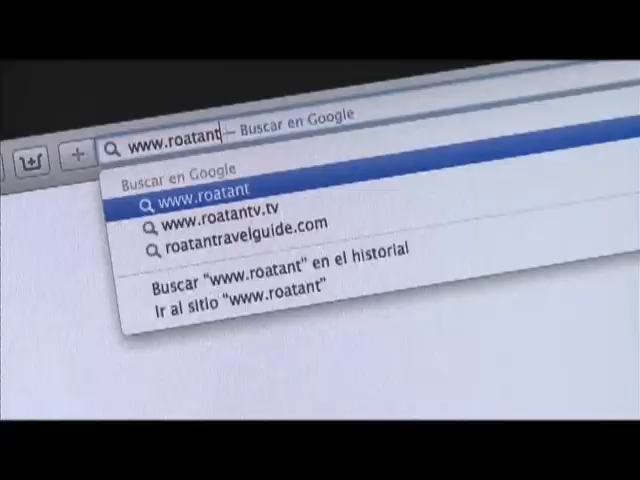 www.roatant — Buscar en Google
Buscar en Google
www.roatant
www.roatantv.tv
roatantravelguide.com
Buscar "www.roatant" en el historial
Ir al sitio "www.roatant"